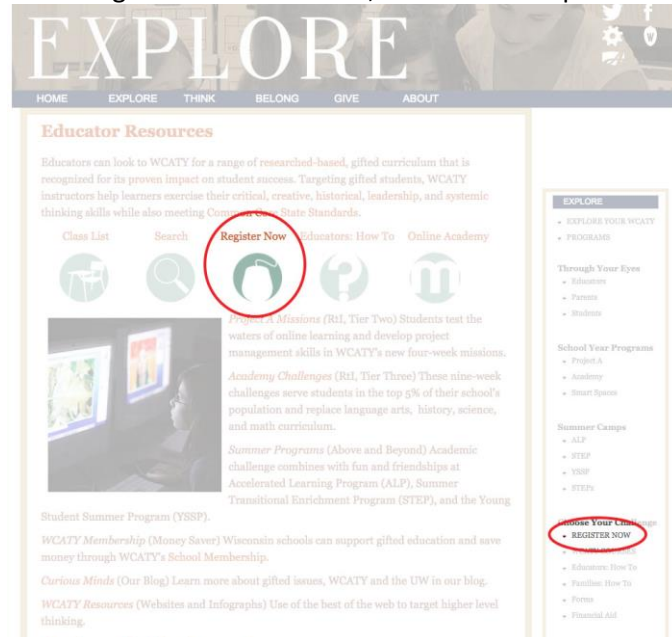 EXPLORE
HOME EXPLORE THINK BELONG GIVE ABOUT
Educator Resources
Educators can look to WCATY for a range of researched-based, gifted curriculum that is
recognized for its proven impact on student success. Targeting gifted students, WCATY
instructors help learners exercise their critical, creative, historical, leadership, and systemic
thinking skills while also meeting Common Core State Standards.
Class List Search Register Now Educators: How To Online Academy
Project A Missions (RtI, Tier Two) Students test the
waters of online learning and develop project
management skills in WCATY's new four-week missions.
Academy Challenges (RtI, Tier Three) These nine-week
challenges serve students in the top 5% of their school's
population and replace language arts, history, science,
and math curriculum.
Summer Programs (Above and Beyond) Academic
challenge combines with fun and friendships at
Accelerated Learning Program (ALP), Summer
Transitional Enrichment Program (STEP), and the Young
Student Summer Program (YSSP).
WCATY Membership (Money Saver) Wisconsin schools can support gifted education and save
money through WCATY's School Membership.
Curious Minds (Our Blog) Learn more about gifted issues, WCATY and the UW in our blog.
WCATY Resources (Websites and Infographs) Use of the best of the web to target higher level
thinking.
EXPLORE
EXPLORE YOUR WCATY
PROGRAMS
Through Your Eyes
Educators
Parents
Students
School Year Programs
Project A
Academy
Smart Spaces
Summer Camps
ALP
STEP
YSSP
STEPs
Choose Your Challenge
REGISTER NOW
Educators: How To
Families: How To
Forms
Financial Aid